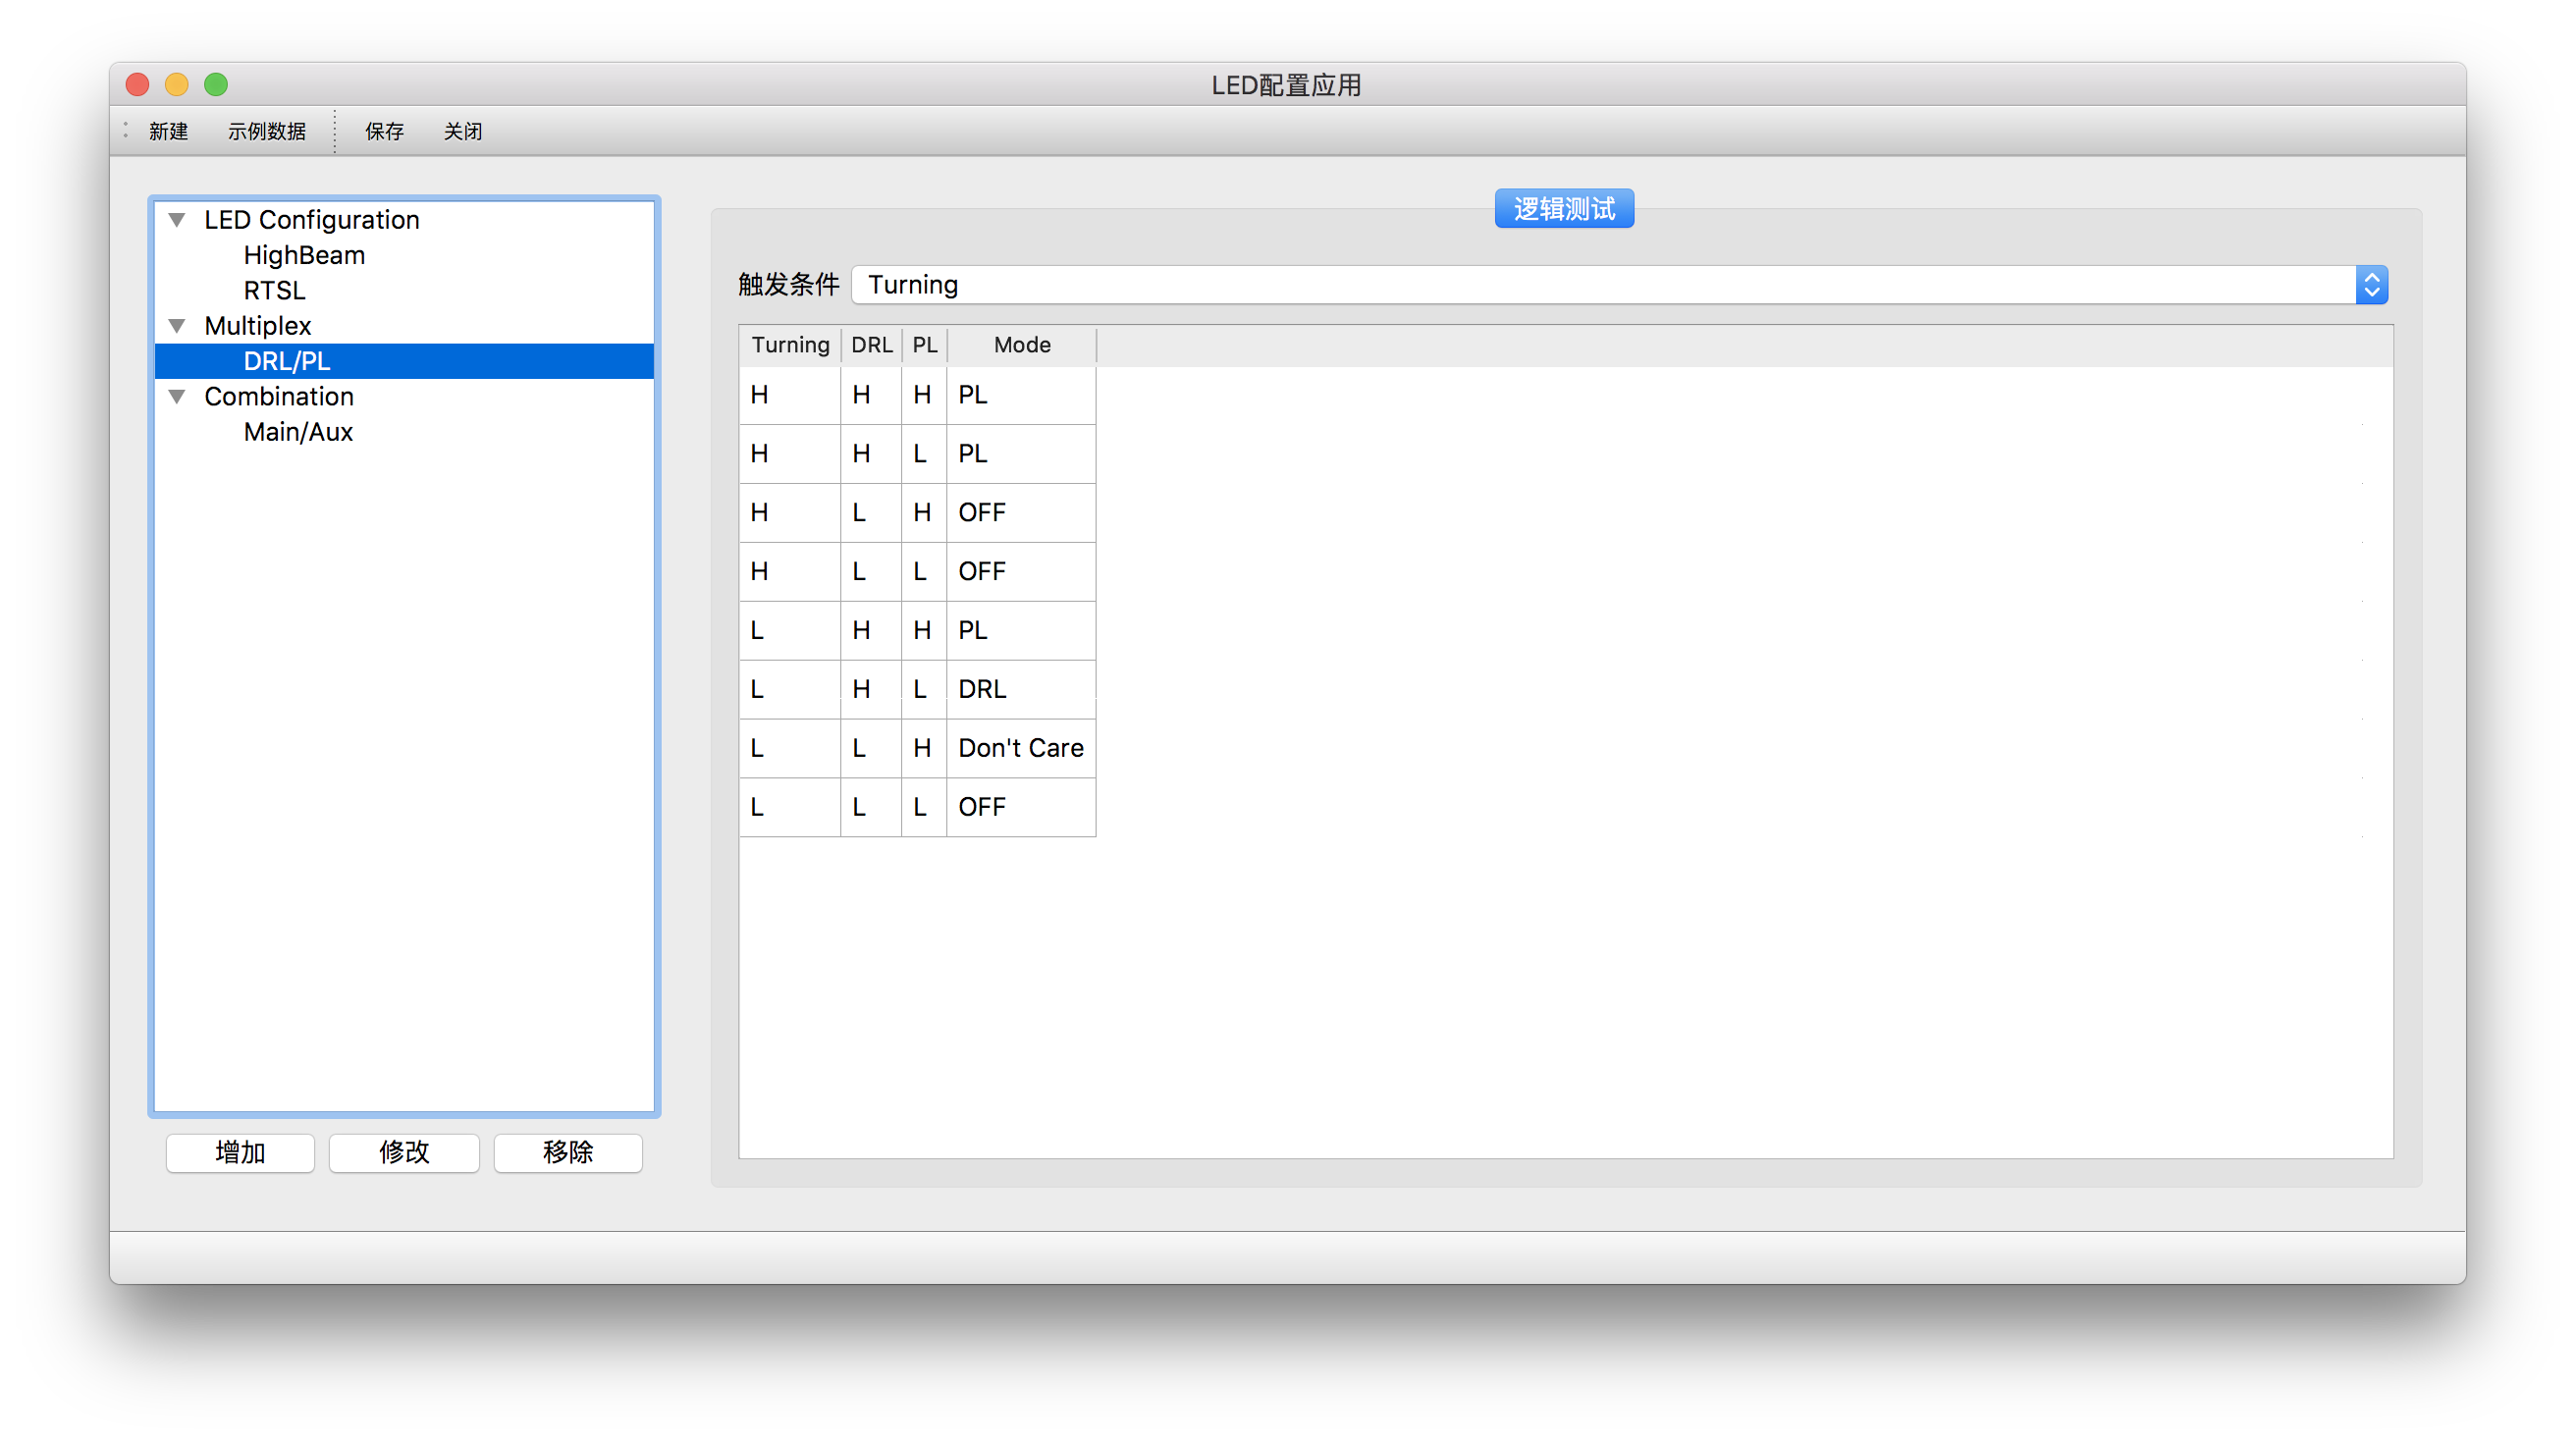 LED配置应用
新建 示例数据 保存 关闭
LED Configuration
HighBeam
RTSL
Multiplex
DRL/PL
Combination
Main/Aux
增加 修改 移除
逻辑测试
触发条件 Turning
Turning DRL PL Mode
H H H PL
H H L PL
H L H OFF
H L L OFF
L H H PL
L H L DRL
L L H Don't Care
L L L OFF